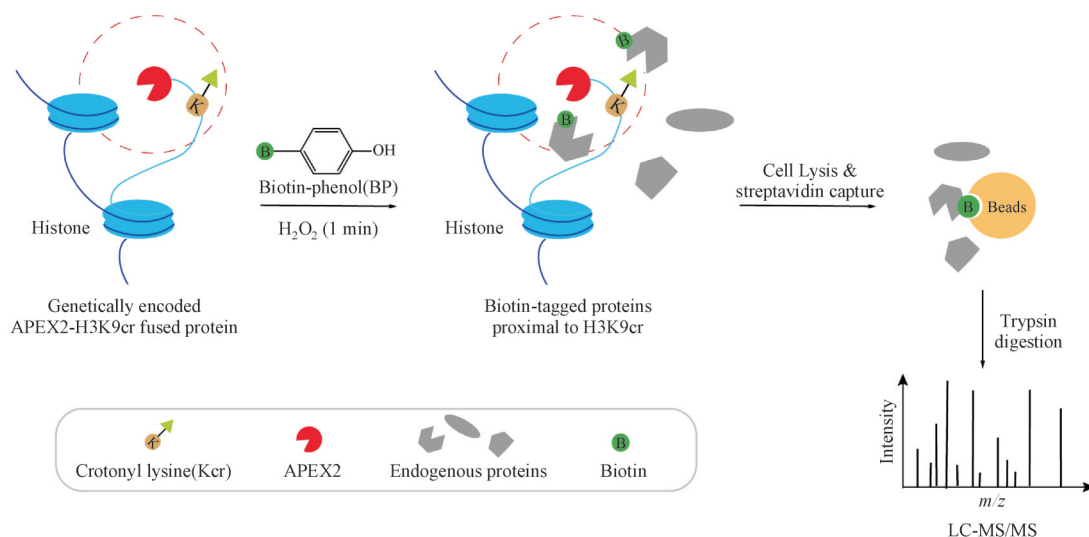 B
K
K
B
B
OH
Biotin-phenol(BP)
H₂O₂ (1 min)
Cell Lysis &
streptavidin capture
B
Beads
Histone
Histone
Genetically encoded
APEX2-H3K9cr fused protein
Biotin-tagged proteins
proximal to H3K9cr
Trypsin
digestion
Intensity
m/z
LC-MS/MS
K
B
Crotonyl lysine(Kcr)
APEX2
Endogenous proteins
Biotin